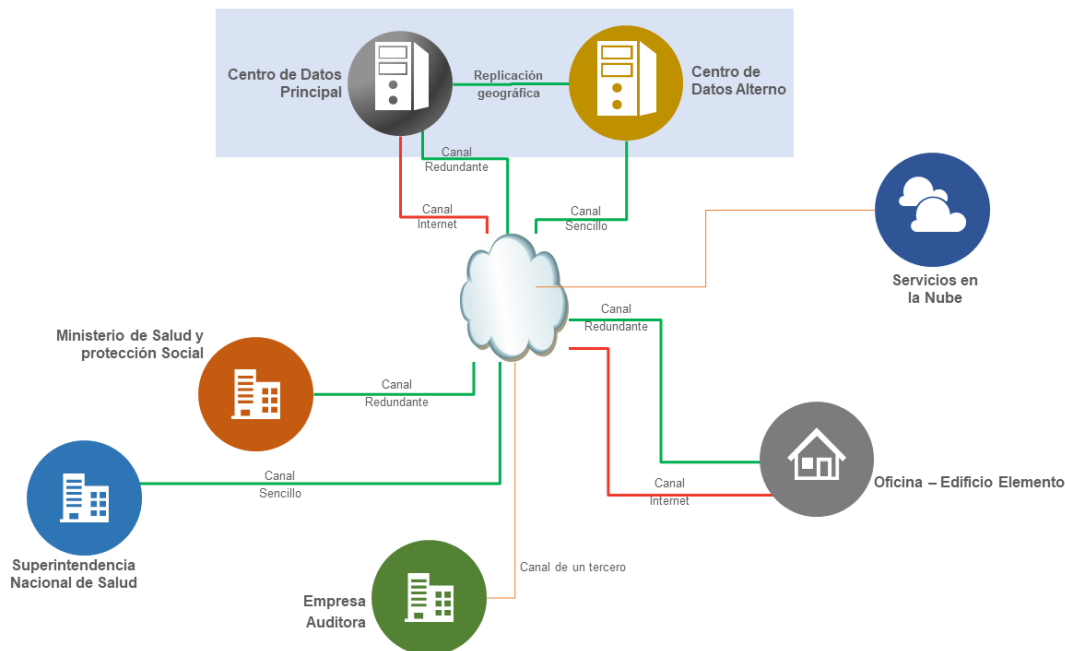 Centro de Datos
Principal
Replicación
geográfica
Centro de
Datos Alterno
Canal
Redundante
Canal
Internet
Canal
Sencillo
Servicios en
la Nube
Canal
Redundante
Ministerio de Salud y
protección Social
Canal
Redundante
Canal
Sencillo
Canal
Internet
Oficina – Edificio Elemento
Superintendencia
Nacional de Salud
Canal de un tercero
Empresa
Auditora